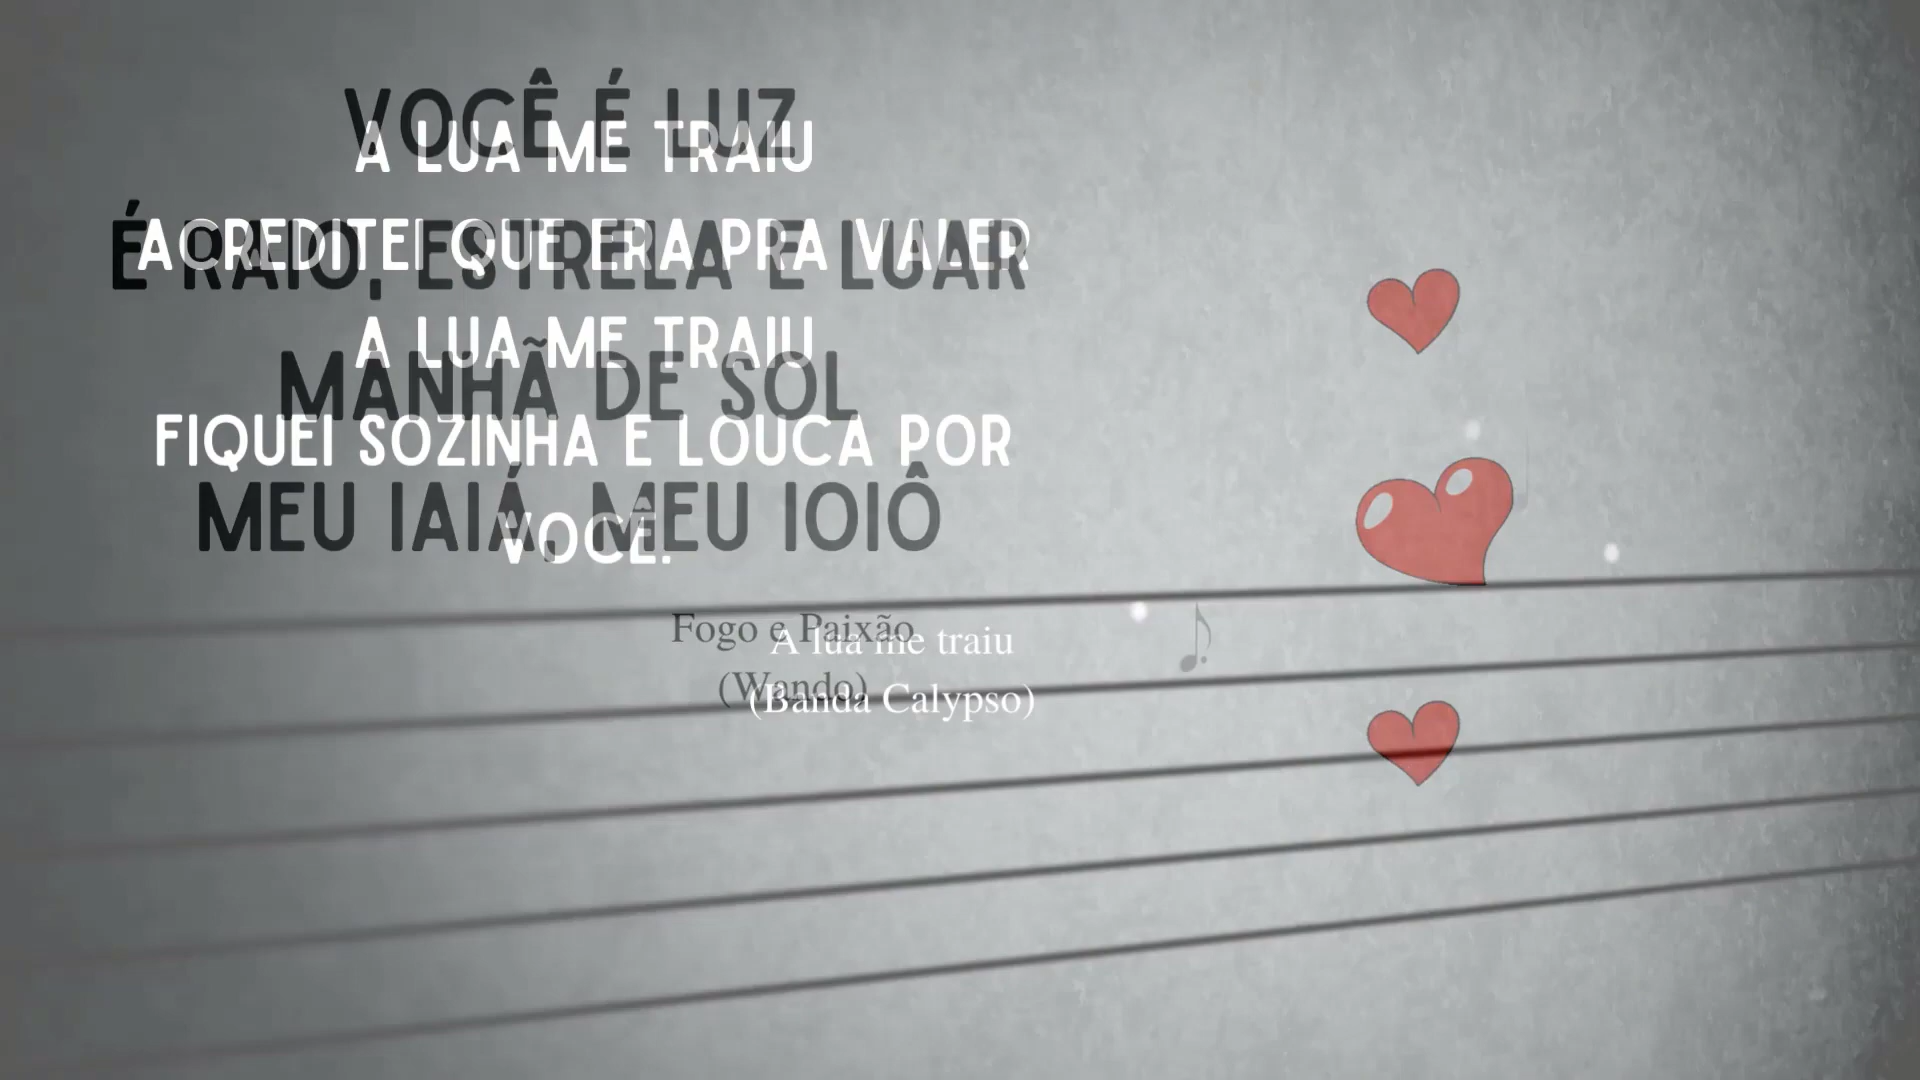 VOCÊ É LUZ
É RAIO, ESTRELA E LUAR
MANHÃ DE SOL
MEU IAIÁ, MEU IOIÔ
Fogo e Paixão
(Wando)
A LUA ME TRAIU
ACREDITEI QUE ERA PRA VALER
A LUA ME TRAIU
FIQUEI SOZINHA E LOUCA POR
VOCÊ.
A lua me traiu
(Banda Calypso)